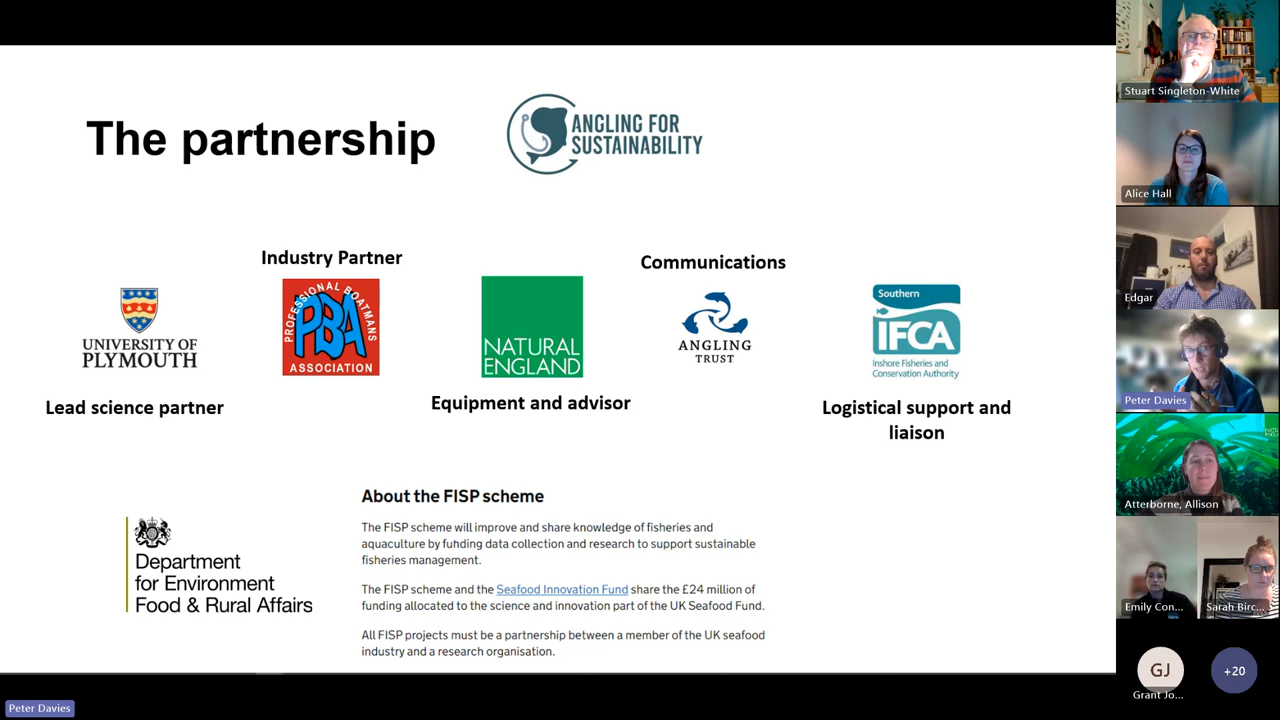 The partnership
ANGLING FOR
SUSTAINABILITY
Industry Partner
Communications
UNIVERSITY OF
PLYMOUTH
PROFESSIONAL BOATMANS
PBA
ASSOCIATION
NATURAL
ENGLAND
ANGLING
TRUST
Southern
IFCA
Inshore Fisheries and
Conservation Authority
Lead science partner
Equipment and advisor
Logistical support and
liaison
Department
for Environment
Food & Rural Affairs
About the FISP scheme
The FISP scheme will improve and share knowledge of fisheries and
aquaculture by funding data collection and research to support sustainable
fisheries management.
The FISP scheme and the Seafood Innovation Fund share the £24 million of
funding allocated to the science and innovation part of the UK Seafood Fund.
All FISP projects must be a partnership between a member of the UK seafood
industry and a research organisation.
Stuart Singleton-White
Alice Hall
Edgar
Peter Davies
Atterborne, Allison
Emily Con...
Sarah Birc...
GJ
Grant Jo...
+20
Peter Davies